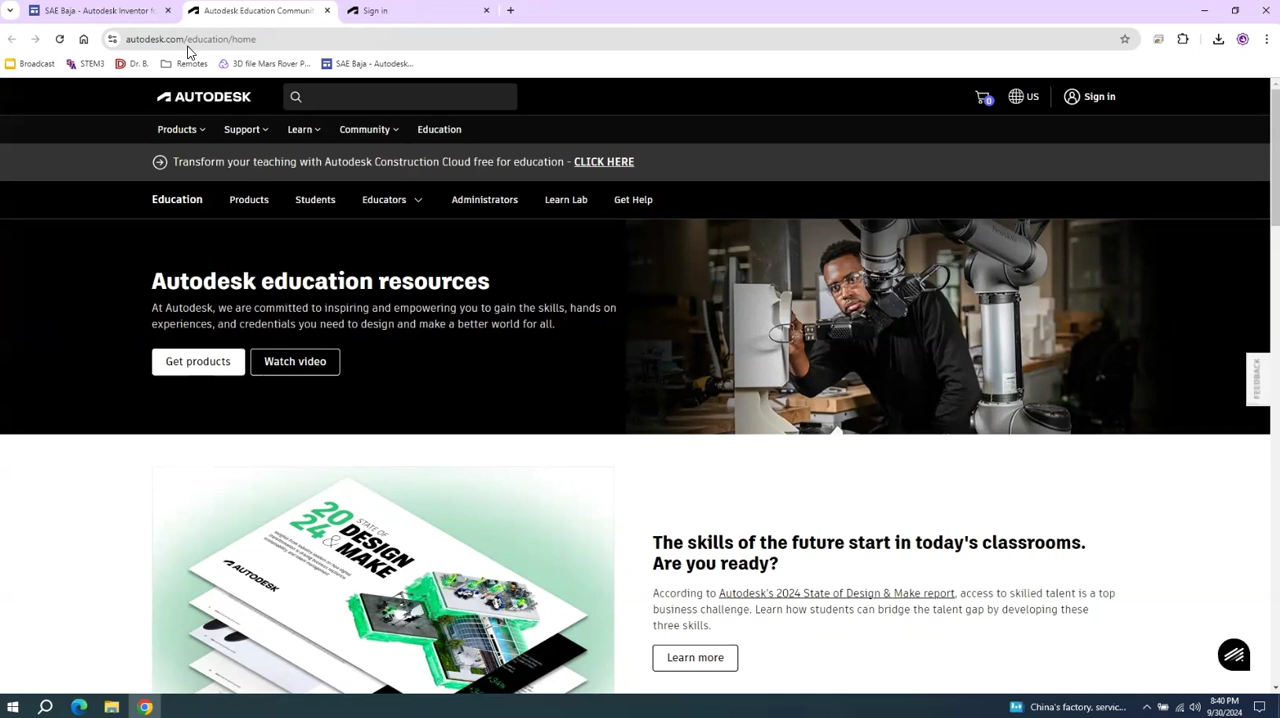 SAE Baja - Autodesk Inventor fo
Autodesk Education Communi
Sign in
autodesk.com/education/home
Broadcast
STEM3
Dr. B.
Remotes
3D file Mars Rover P...
SAE Baja - Autodesk...
AUTODESK
0
US
Sign in
Products
Support
Learn
Community
Education
Transform your teaching with Autodesk Construction Cloud free for education - CLICK HERE
Education
Products
Students
Educators
Administrators
Learn Lab
Get Help
Autodesk education resources
At Autodesk, we are committed to inspiring and empowering you to gain the skills, hands on
experiences, and credentials you need to design and make a better world for all.
Get products
Watch video
FEEDBACK
2024 STATE OF
DESIGN
& MAKE
AUTODESK
The skills of the future start in today's classrooms.
Are you ready?
According to Autodesk's 2024 State of Design & Make report, access to skilled talent is a top
business challenge. Learn how students can bridge the talent gap by developing these
three skills.
Learn more
China's factory, servic...
8:40 PM
9/30/2024